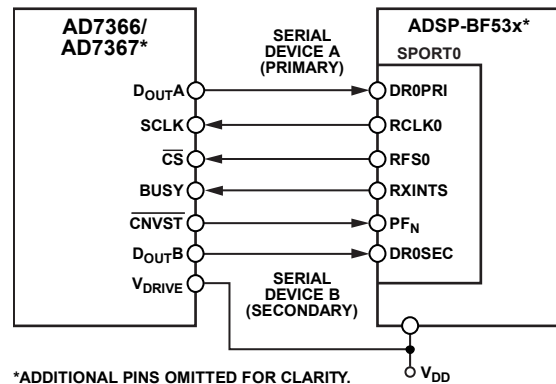 AD7366/
AD7367*
ADSP-BF53x*
SPORT0
SERIAL
DEVICE A
(PRIMARY)
DOUTA
DR0PRI
SCLK
RCLK0
CS
RFS0
BUSY
RXINTS
CNVST
PFN
DOUTB
DR0SEC
VDRIVE
SERIAL
DEVICE B
(SECONDARY)
VDD
*ADDITIONAL PINS OMITTED FOR CLARITY.